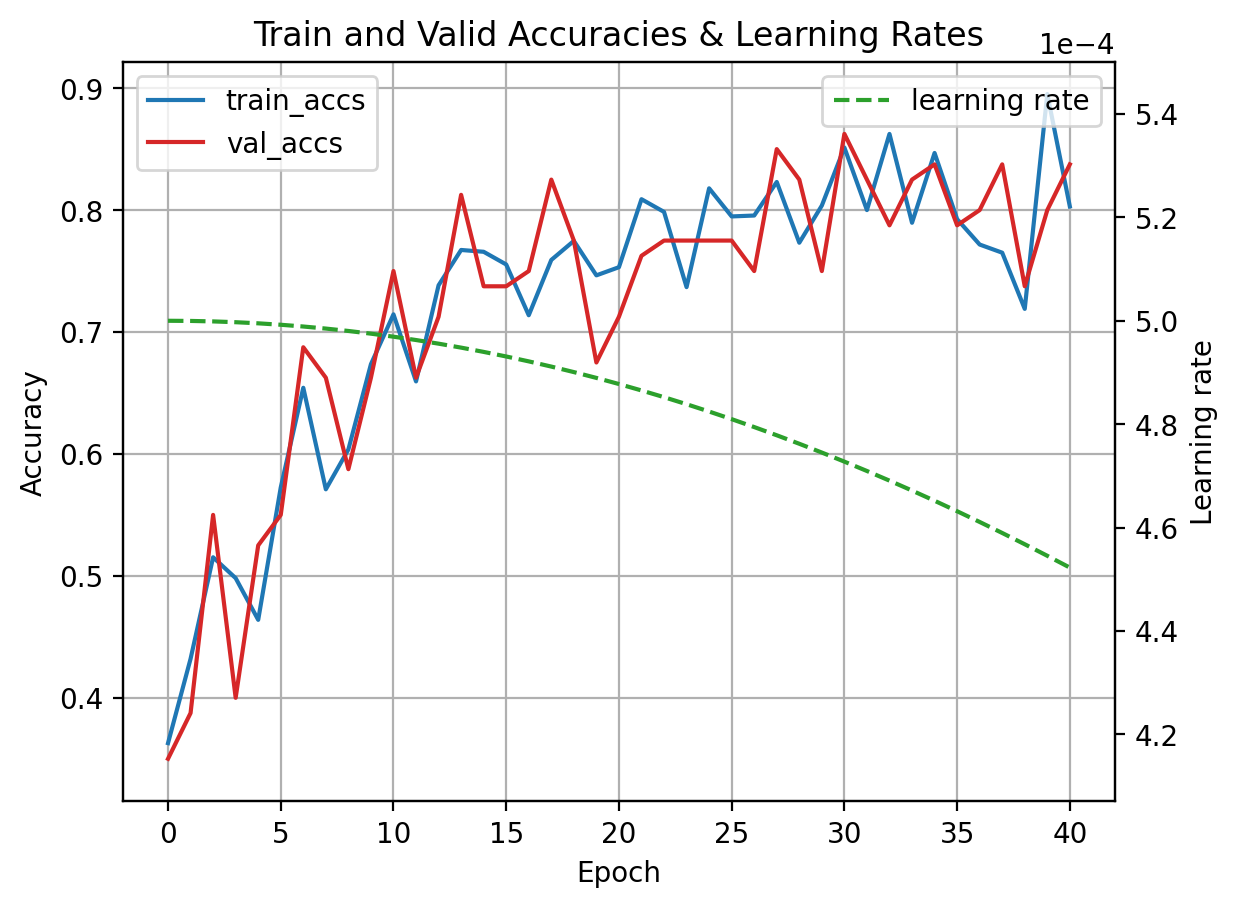 Train and Valid Accuracies & Learning Rates
1e−4
train_accs
val_accs
learning rate
0.9
0.8
0.7
0.6
0.5
0.4
Accuracy
5.4
5.2
5.0
4.8
4.6
4.4
4.2
Learning rate
0 5 10 15 20 25 30 35 40
Epoch